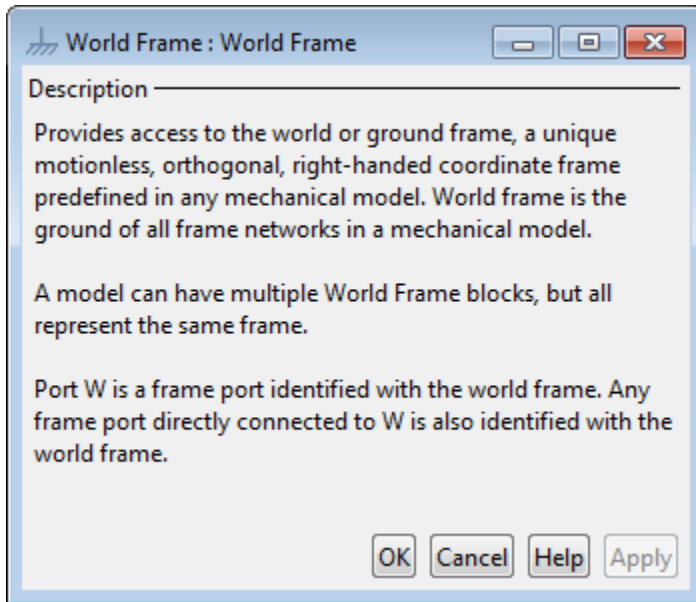 World Frame : World Frame
Description
Provides access to the world or ground frame, a unique
motionless, orthogonal, right-handed coordinate frame
predefined in any mechanical model. World frame is the
ground of all frame networks in a mechanical model.
A model can have multiple World Frame blocks, but all
represent the same frame.
Port W is a frame port identified with the world frame. Any
frame port directly connected to W is also identified with the
world frame.
OK Cancel Help Apply